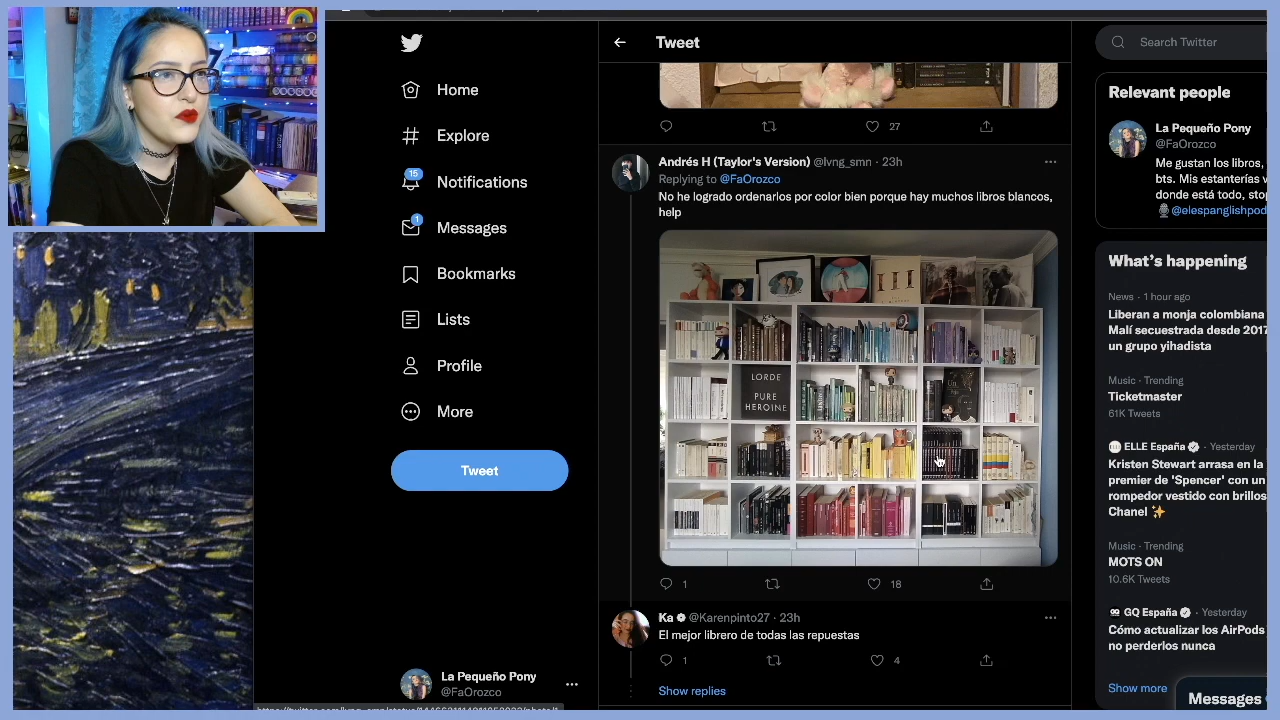 Home
Explore
15
Notifications
1
Messages
Bookmarks
Lists
Profile
More
Tweet
La Pequeño Pony
@FaOrozco
Tweet
27
Andrés H (Taylor's Version) @lvng_smn · 23h
Replying to @FaOrozco
No he logrado ordenarlos por color bien porque hay muchos libros blancos,
help
LORDE
PURE
HEROINE
1
18
Ka @Karenpinto27 · 23h
El mejor librero de todas las repuestas
1
4
Show replies
Search Twitter
Relevant people
La Pequeño Pony
@FaOrozco
Me gustan los libros,
bts. Mis estanterías
donde está todo, stop
@elespanglishpod
What's happening
News · 1 hour ago
Liberan a monja colombiana
Malí secuestrada desde 2017
un grupo yihadista
Music · Trending
Ticketmaster
61K Tweets
ELLE España · Yesterday
Kristen Stewart arrasa en la
premier de 'Spencer' con un
rompedor vestido con brillos
Chanel ✨
Music · Trending
MOTS ON
10.6K Tweets
GQ España · Yesterday
Cómo actualizar los AirPods
no perderlos nunca
Show more
Messages